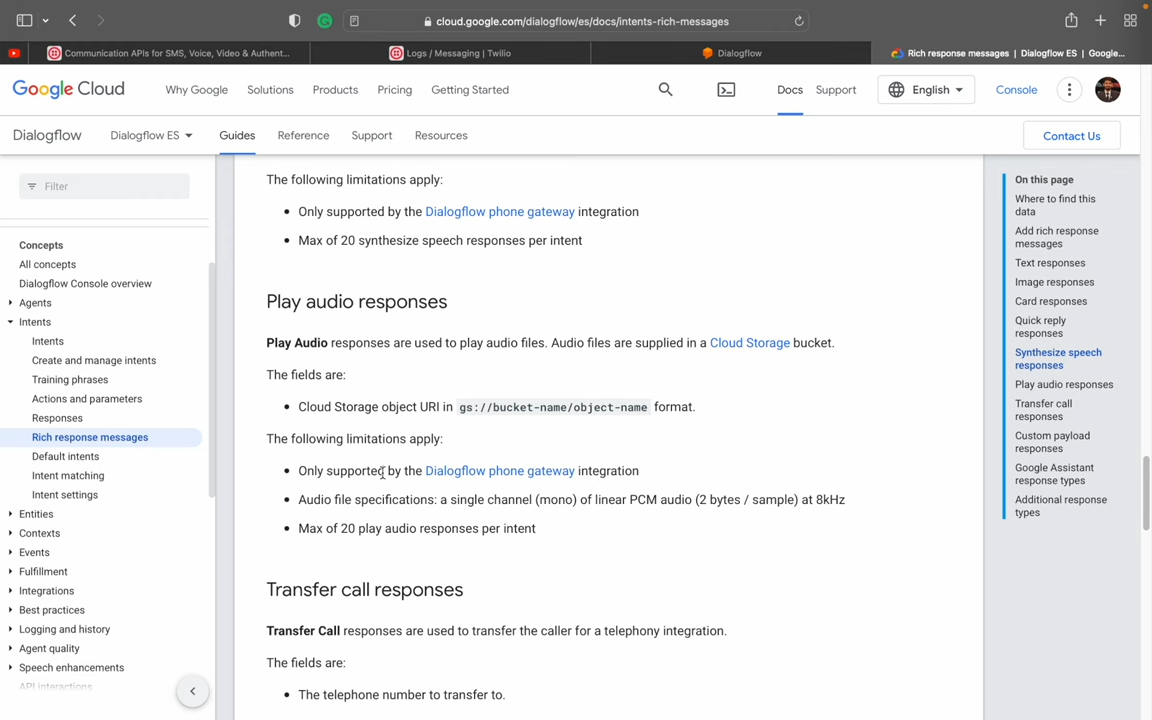 cloud.google.com/dialogflow/es/docs/intents-rich-messages
Communication APIs for SMS, Voice, Video & Authent...
Logs / Messaging | Twilio
Dialogflow
Rich response messages | Dialogflow ES | Google...
Google Cloud
Why Google
Solutions
Products
Pricing
Getting Started
Docs
Support
English
Console
Dialogflow
Dialogflow ES
Guides
Reference
Support
Resources
Contact Us
Filter
Concepts
All concepts
Dialogflow Console overview
Agents
Intents
Intents
Create and manage intents
Training phrases
Actions and parameters
Responses
Rich response messages
Default intents
Intent matching
Intent settings
Entities
Contexts
Events
Fulfillment
Integrations
Best practices
Logging and history
Agent quality
Speech enhancements
API interactions
The following limitations apply:
• Only supported by the Dialogflow phone gateway integration
• Max of 20 synthesize speech responses per intent
Play audio responses
Play Audio responses are used to play audio files. Audio files are supplied in a Cloud Storage bucket.
The fields are:
• Cloud Storage object URI in gs://bucket-name/object-name format.
The following limitations apply:
• Only supported by the Dialogflow phone gateway integration
• Audio file specifications: a single channel (mono) of linear PCM audio (2 bytes / sample) at 8kHz
• Max of 20 play audio responses per intent
Transfer call responses
Transfer Call responses are used to transfer the caller for a telephony integration.
The fields are:
• The telephone number to transfer to.
On this page
Where to find this
data
Add rich response
messages
Text responses
Image responses
Card responses
Quick reply
responses
Synthesize speech
responses
Play audio responses
Transfer call
responses
Custom payload
responses
Google Assistant
response types
Additional response
types